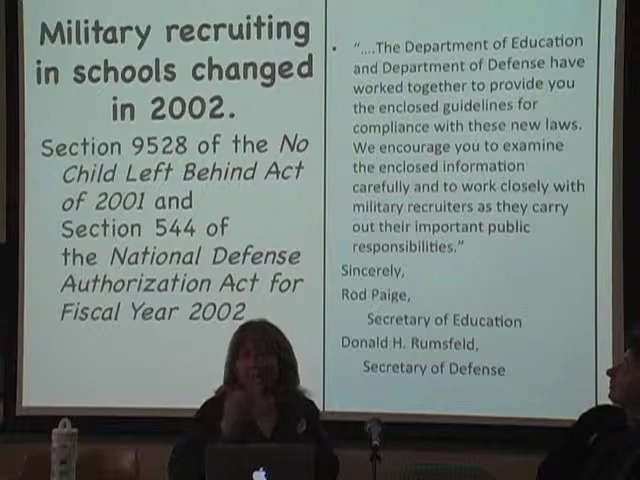 Military recruiting
in schools changed
in 2002.
Section 9528 of the No
Child Left Behind Act
of 2001 and
Section 544 of
the National Defense
Authorization Act for
Fiscal Year 2002
• “....The Department of Education
and Department of Defense have
worked together to provide you
the enclosed guidelines for
compliance with these new laws.
We encourage you to examine
the enclosed information
carefully and to work closely with
military recruiters as they carry
out their important public
responsibilities.”
Sincerely,
Rod Paige,
Secretary of Education
Donald H. Rumsfeld,
Secretary of Defense